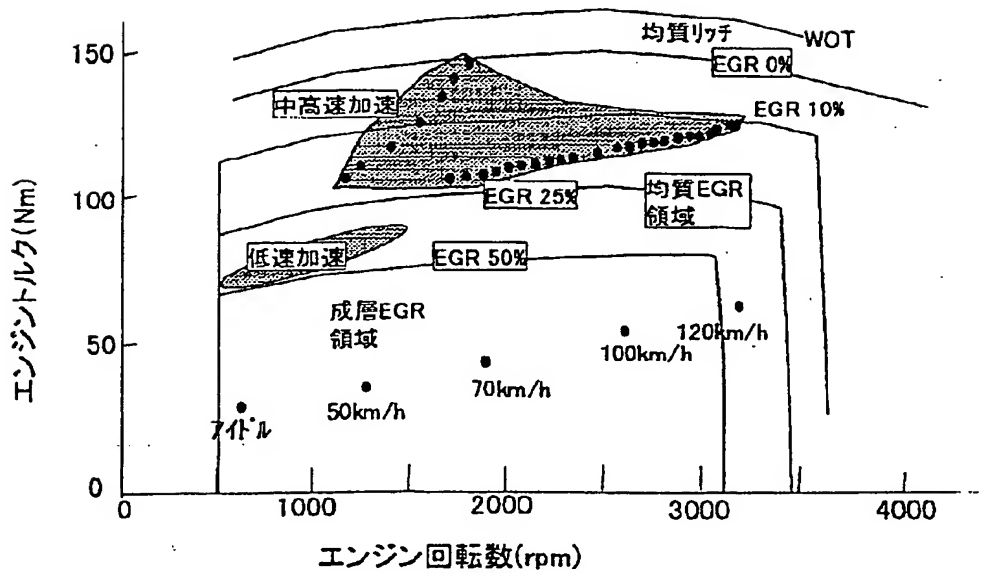 均質リッチ
WOT
150
EGR 0%
中高速加速
EGR 10%
100
EGR 25%
均質EGR
領域
低速加速
EGR 50%
成層EGR
領域
50
120km/h
100km/h
70km/h
50km/h
アイドル
0
0
1000
2000
3000
4000
エンジン回転数(rpm)
エンジントルク(Nm)